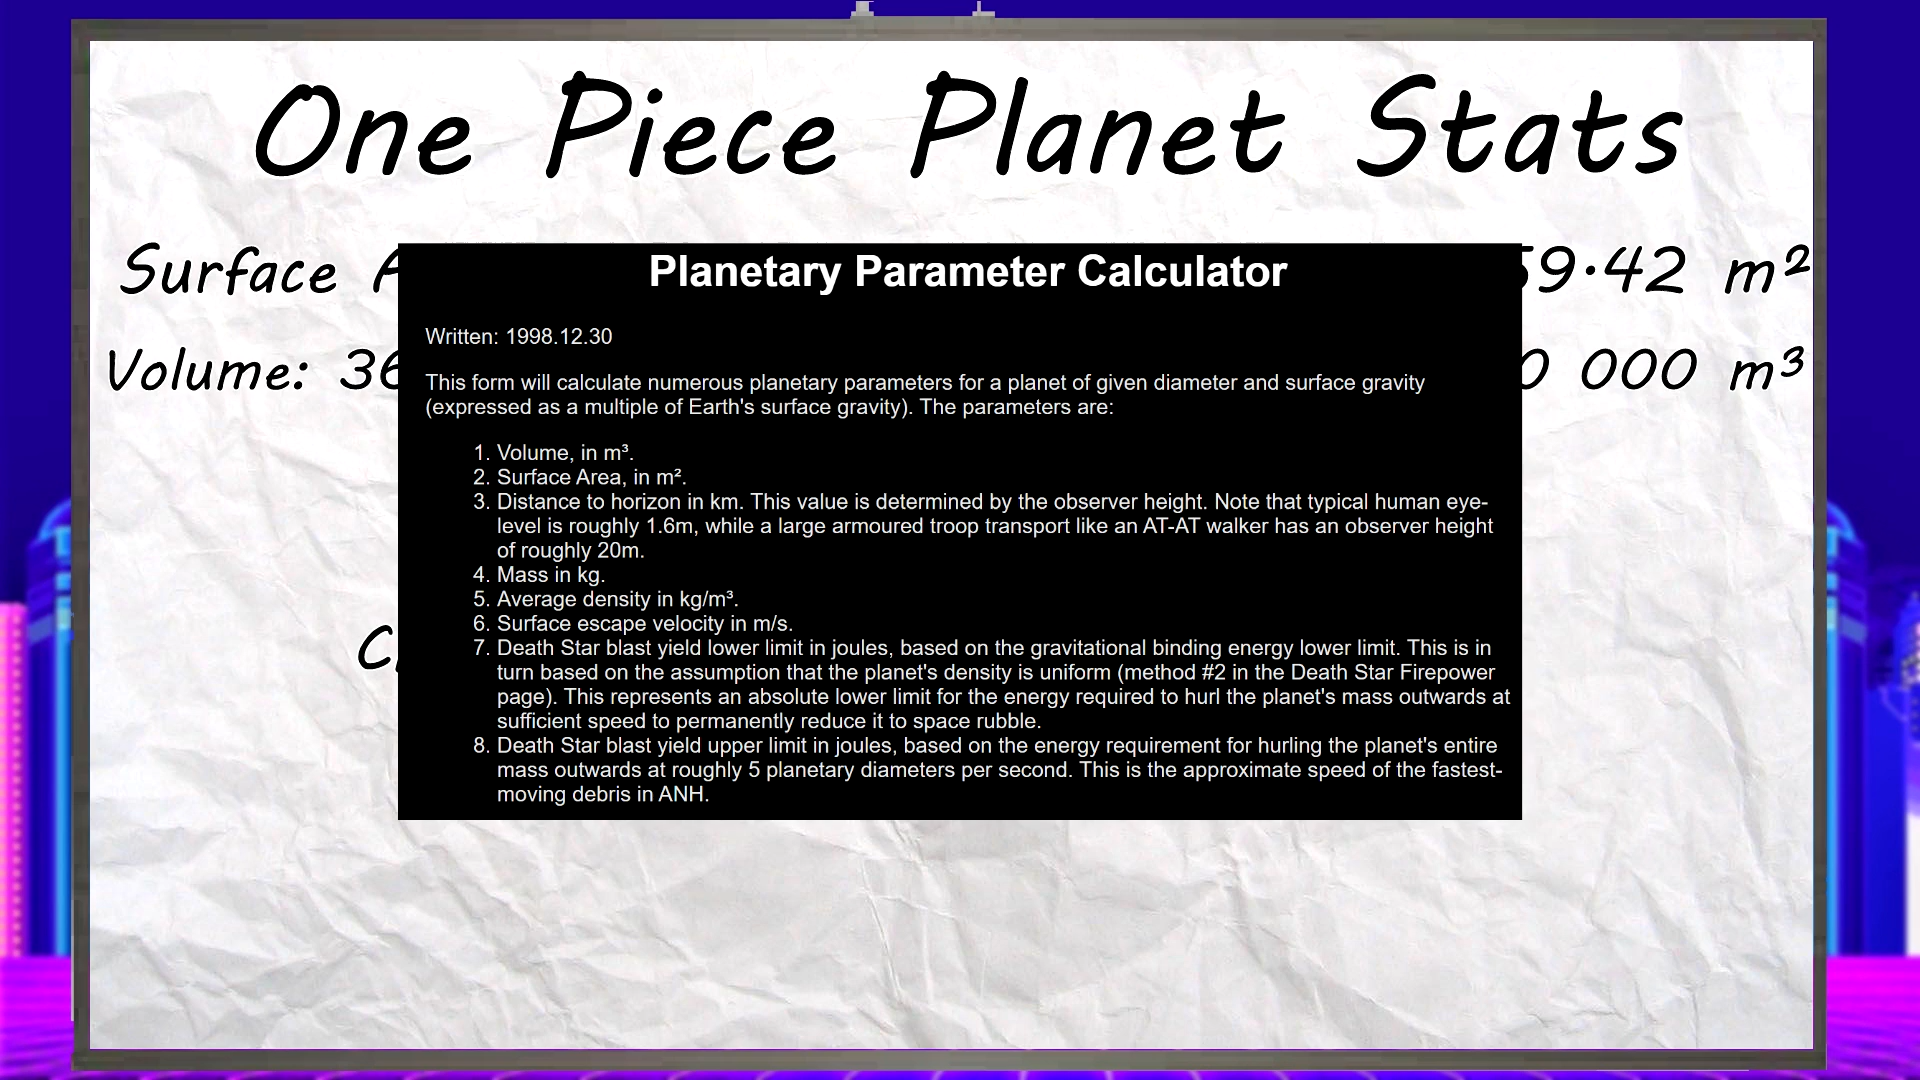 One Piece Planet Stats
Surface
59·42 m²
Volume: 36
0 000 m³
Planetary Parameter Calculator
Written: 1998.12.30
This form will calculate numerous planetary parameters for a planet of given diameter and surface gravity
(expressed as a multiple of Earth's surface gravity). The parameters are:
1. Volume, in m³.
2. Surface Area, in m².
3. Distance to horizon in km. This value is determined by the observer height. Note that typical human eye-
level is roughly 1.6m, while a large armoured troop transport like an AT-AT walker has an observer height
of roughly 20m.
4. Mass in kg.
5. Average density in kg/m³.
6. Surface escape velocity in m/s.
7. Death Star blast yield lower limit in joules, based on the gravitational binding energy lower limit. This is in
turn based on the assumption that the planet's density is uniform (method #2 in the Death Star Firepower
page). This represents an absolute lower limit for the energy required to hurl the planet's mass outwards at
sufficient speed to permanently reduce it to space rubble.
8. Death Star blast yield upper limit in joules, based on the energy requirement for hurling the planet's entire
mass outwards at roughly 5 planetary diameters per second. This is the approximate speed of the fastest-
moving debris in ANH.